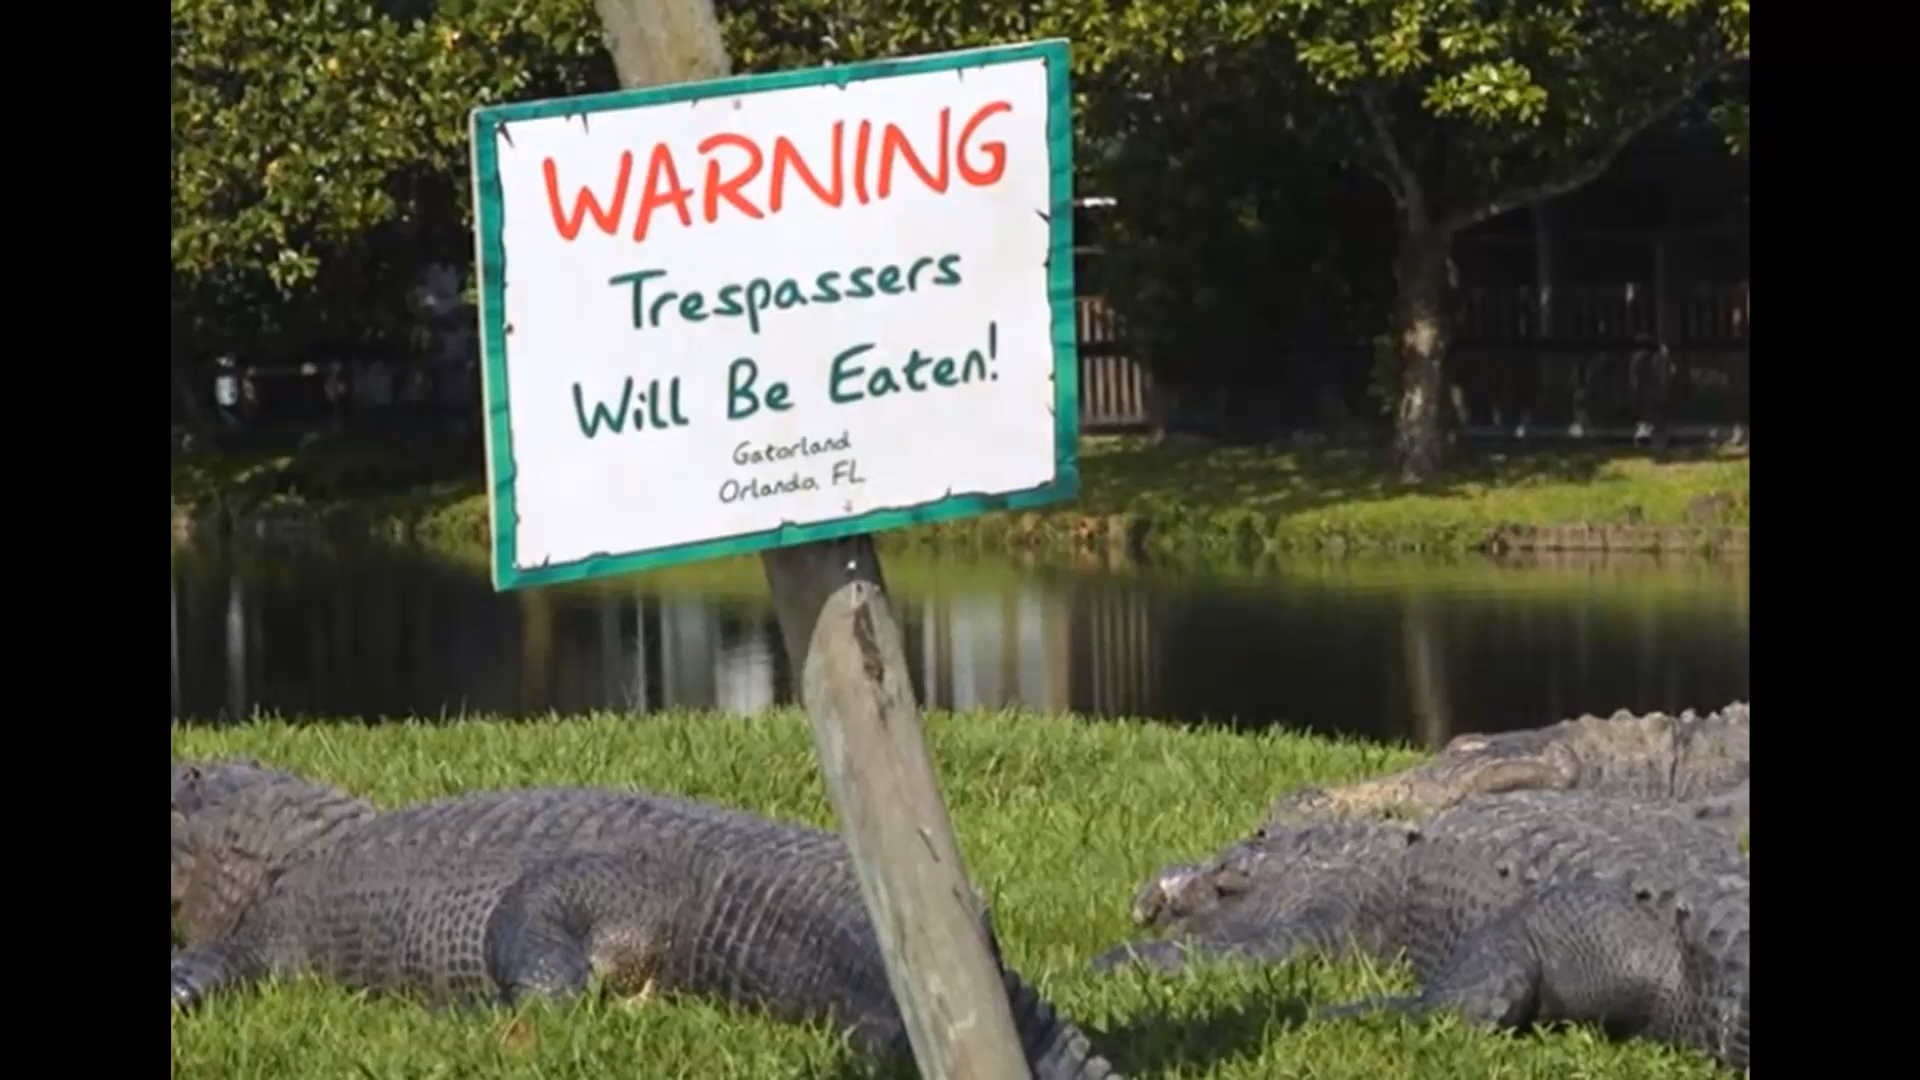 WARNING
Trespassers
Will Be Eaten!
Gatorland
Orlando, FL